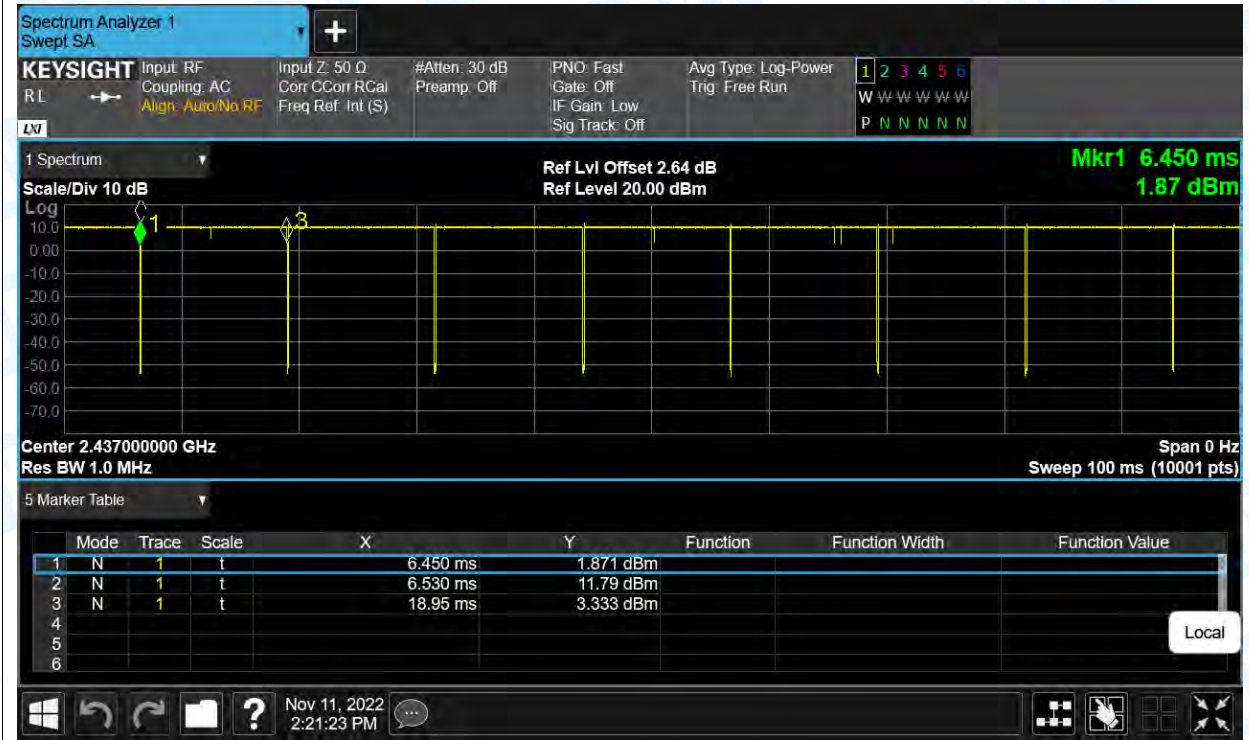 Spectrum Analyzer 1
Swept SA
+
KEYSIGHT
R L
LXI
Input: RF
Coupling: AC
Align: Auto/No RF
Input Z: 50 Ω
Corr CCorr RCal
Freq Ref: Int (S)
#Atten: 30 dB
Preamp: Off
PNO: Fast
Gate: Off
IF Gain: Low
Sig Track: Off
Avg Type: Log-Power
Trig: Free Run
1 2 3 4 5 6
W W W W W W
P N N N N N
1 Spectrum
Scale/Div 10 dB
Ref Lvl Offset 2.64 dB
Ref Level 20.00 dBm
Mkr1 6.450 ms
1.87 dBm
Log
10.0
0.00
-10.0
-20.0
-30.0
-40.0
-50.0
-60.0
-70.0
1
3
Center 2.437000000 GHz
Res BW 1.0 MHz
Span 0 Hz
Sweep 100 ms (10001 pts)
5 Marker Table
Mode Trace Scale X Y Function Function Width Function Value
1 N 1 t 6.450 ms 1.871 dBm
2 N 1 t 6.530 ms 11.79 dBm
3 N 1 t 18.95 ms 3.333 dBm
4
5
6
Local
?
Nov 11, 2022
2:21:23 PM